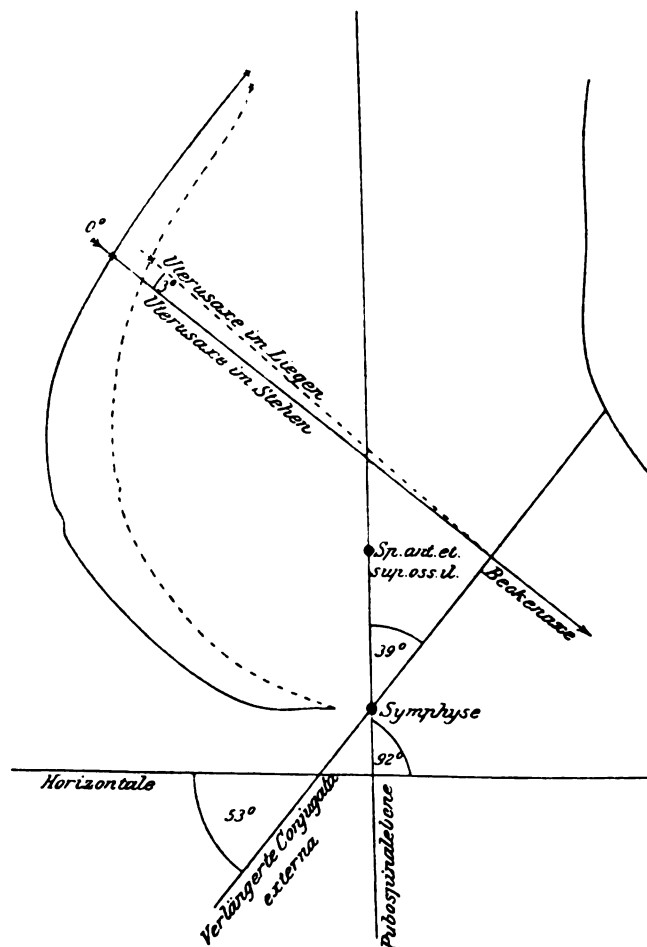 0°
Uterusaxe im Liegen
3°
Uterusaxe im Stehen
Sp. ant. et.
sup. oss. il.
Beckenaxe
39°
Symphyse
92°
Horizontale
53°
Verlängerte Conjugata
externa
Pubospinalebene